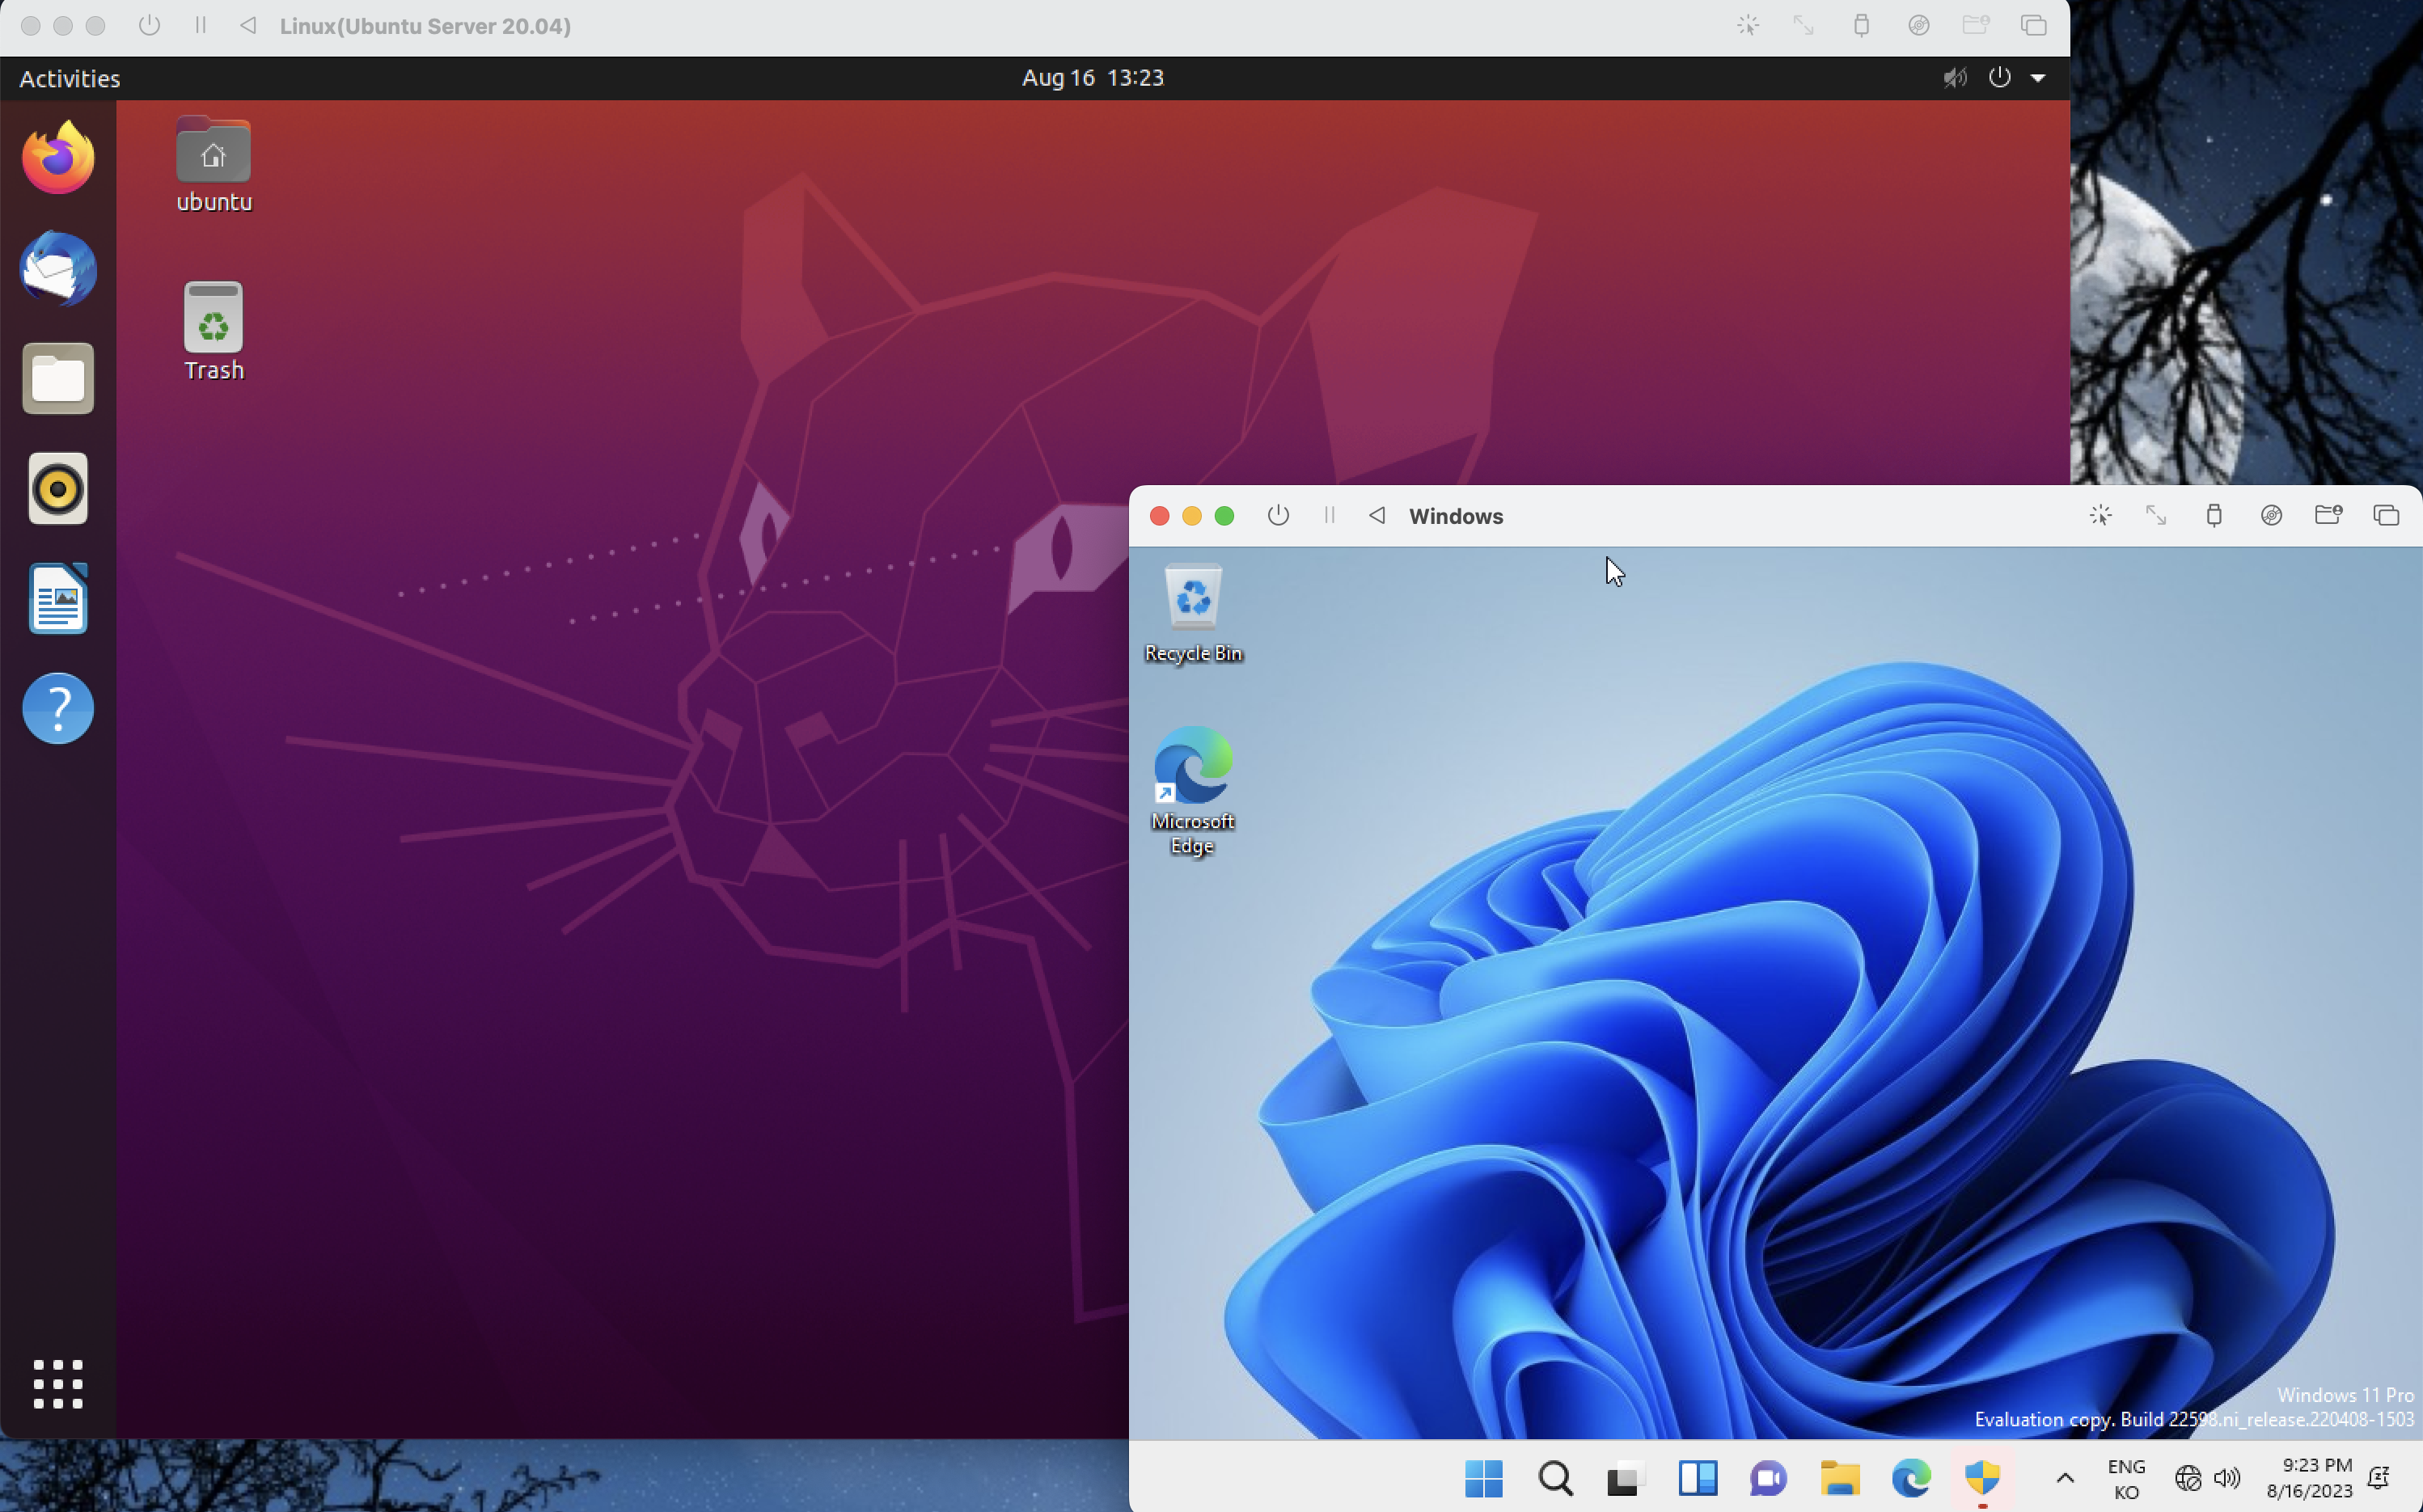 Linux(Ubuntu Server 20.04)
Activities
Aug 16 13:23
ubuntu
Trash
?
Windows
Recycle Bin
Microsoft
Edge
Windows 11 Pro
Evaluation copy. Build 22598.ni_release.220408-1503
ENG
KO
9:23 PM
8/16/2023